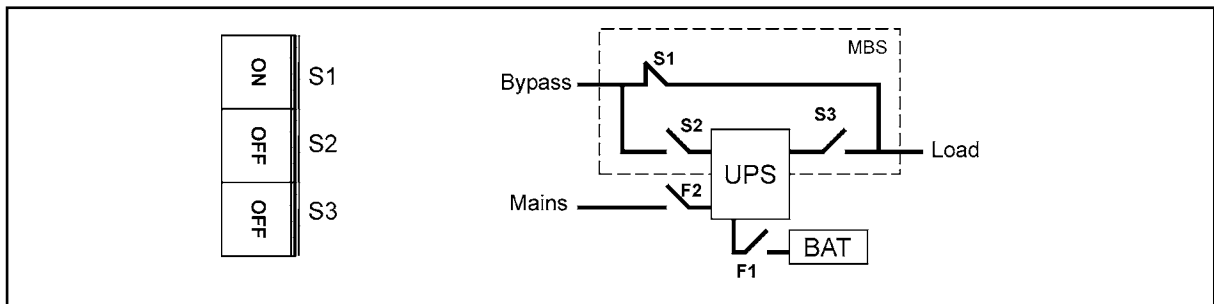 ON S1
OFF S2
OFF S3
MBS
S1
Bypass
S2
S3
Load
UPS
F2
Mains
F1
BAT